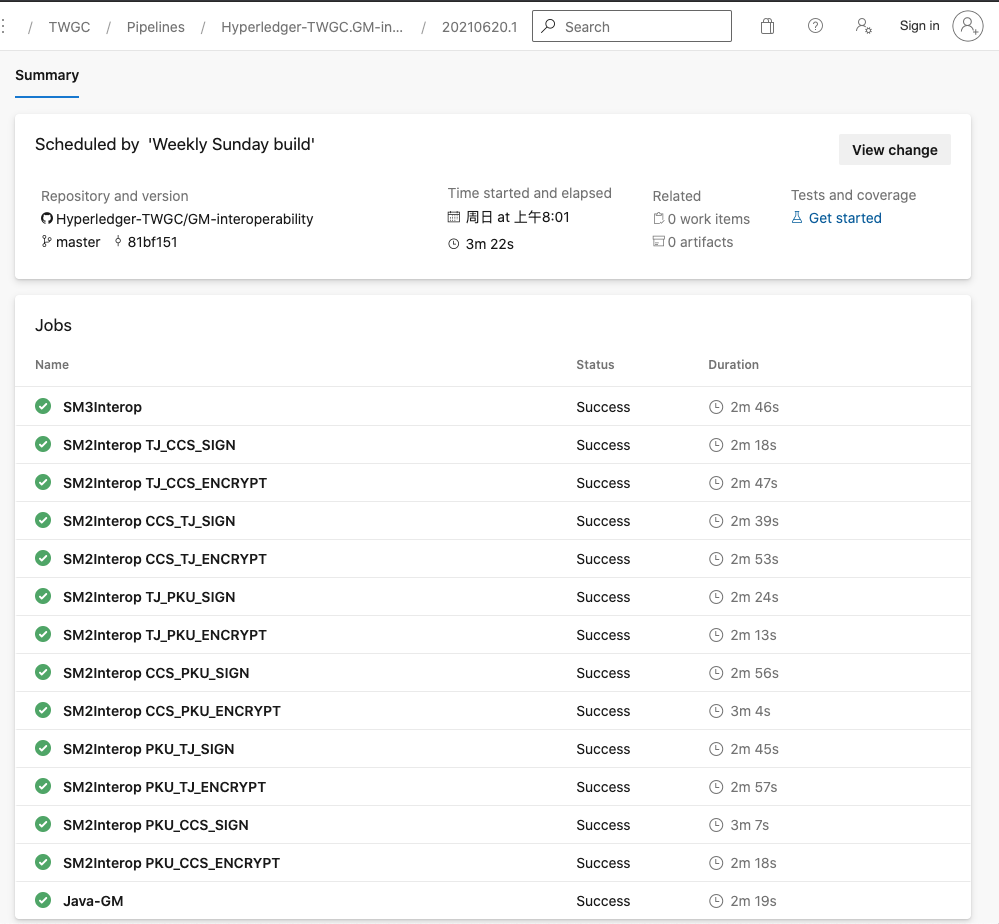 / TWGC / Pipelines / Hyperledger-TWGC.GM-in... / 20210620.1 Search Sign in
Summary
Scheduled by 'Weekly Sunday build'
View change
Repository and version
Hyperledger-TWGC/GM-interoperability
master 81bf151
Time started and elapsed
周日 at 上午8:01
3m 22s
Related
0 work items
0 artifacts
Tests and coverage
Get started
Jobs
Name Status Duration
SM3Interop Success 2m 46s
SM2Interop TJ_CCS_SIGN Success 2m 18s
SM2Interop TJ_CCS_ENCRYPT Success 2m 47s
SM2Interop CCS_TJ_SIGN Success 2m 39s
SM2Interop CCS_TJ_ENCRYPT Success 2m 53s
SM2Interop TJ_PKU_SIGN Success 2m 24s
SM2Interop TJ_PKU_ENCRYPT Success 2m 13s
SM2Interop CCS_PKU_SIGN Success 2m 56s
SM2Interop CCS_PKU_ENCRYPT Success 3m 4s
SM2Interop PKU_TJ_SIGN Success 2m 45s
SM2Interop PKU_TJ_ENCRYPT Success 2m 57s
SM2Interop PKU_CCS_SIGN Success 3m 7s
SM2Interop PKU_CCS_ENCRYPT Success 2m 18s
Java-GM Success 2m 19s